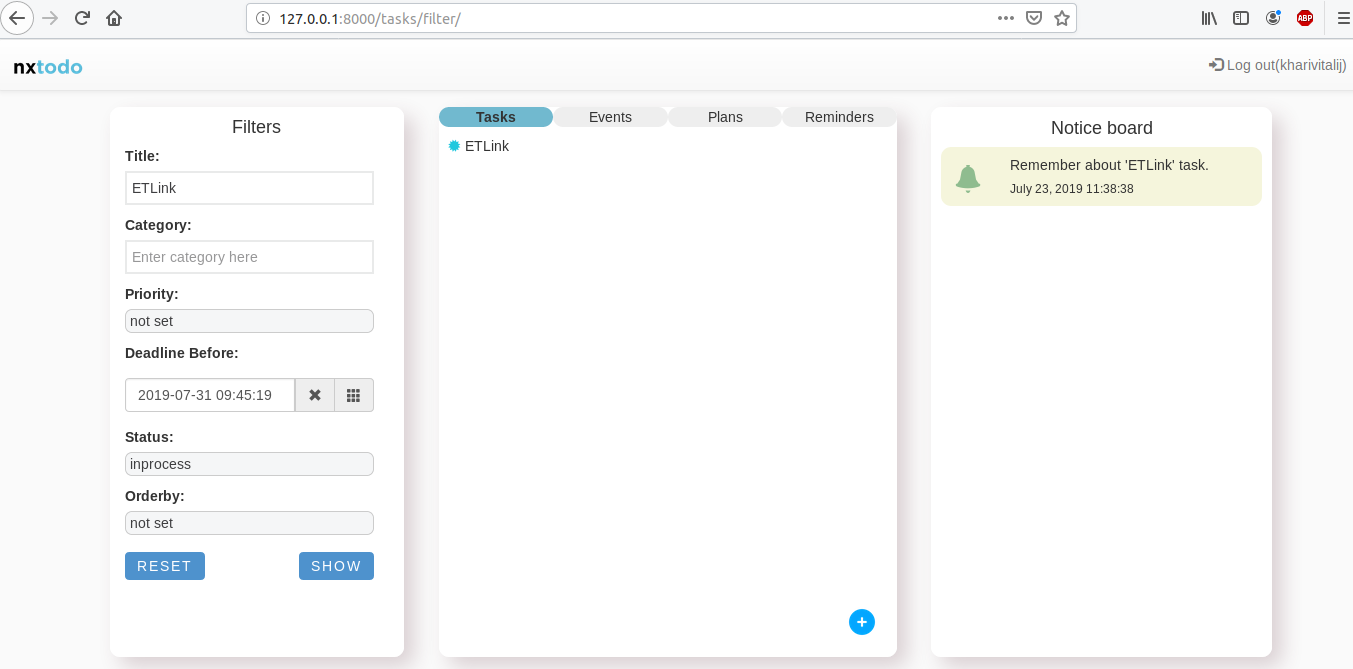 127.0.0.1:8000/tasks/filter/
ABP
nxtodo
Log out(kharivitalij)
Filters
Title:
ETLink
Category:
Enter category here
Priority:
not set
Deadline Before:
2019-07-31 09:45:19
Status:
inprocess
Orderby:
not set
RESET
SHOW
Tasks
Events
Plans
Reminders
ETLink
Notice board
Remember about 'ETLink' task.
July 23, 2019 11:38:38